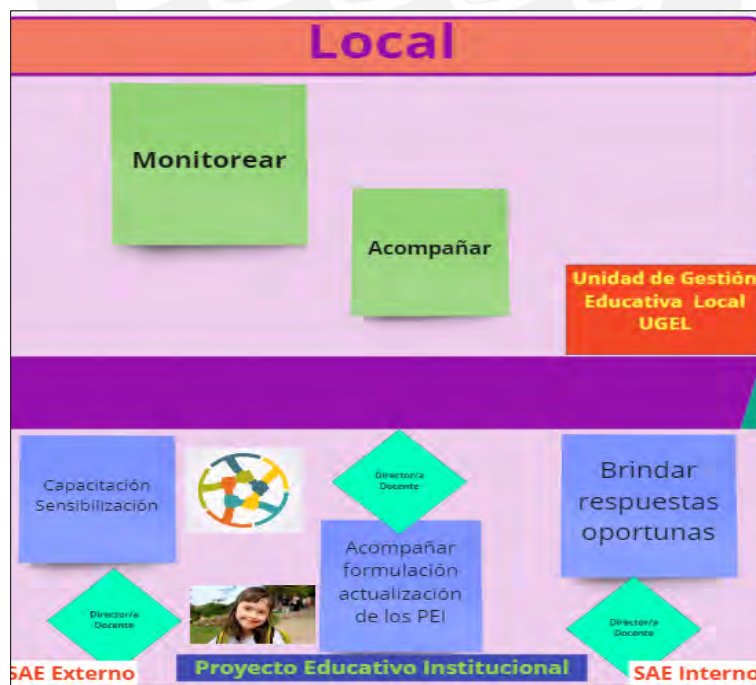 Local
Monitorear
Acompañar
Unidad de Gestión
Educativa Local
UGEL
Capacitación
Sensibilización
Director/a
Docente
Brindar
respuestas
oportunas
Acompañar
formulación
actualización
de los PEI
Director/a
Docente
Director/a
Docente
SAE Externo
Proyecto Educativo Institucional
SAE Interno